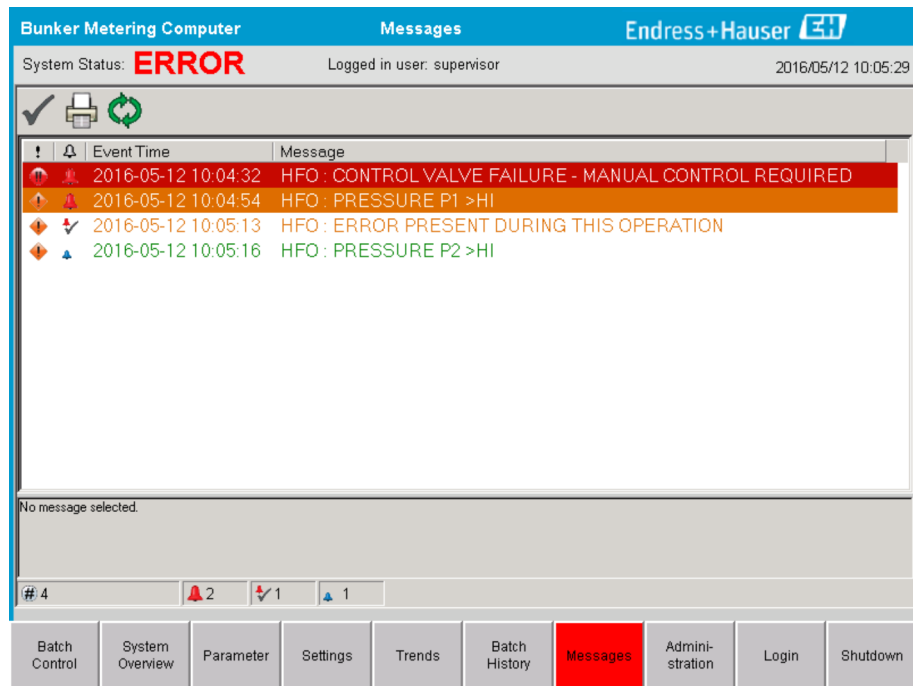 Bunker Metering Computer Messages Endress+Hauser EH
System Status: ERROR Logged in user: supervisor 2016/05/12 10:05:29
! Event Time Message
2016-05-12 10:04:32 HFO : CONTROL VALVE FAILURE - MANUAL CONTROL REQUIRED
2016-05-12 10:04:54 HFO : PRESSURE P1 >HI
2016-05-12 10:05:13 HFO : ERROR PRESENT DURING THIS OPERATION
2016-05-12 10:05:16 HFO : PRESSURE P2 >HI
No message selected.
# 4 2 1 1
Batch Control
System Overview
Parameter
Settings
Trends
Batch History
Messages
Admini-
stration
Login
Shutdown